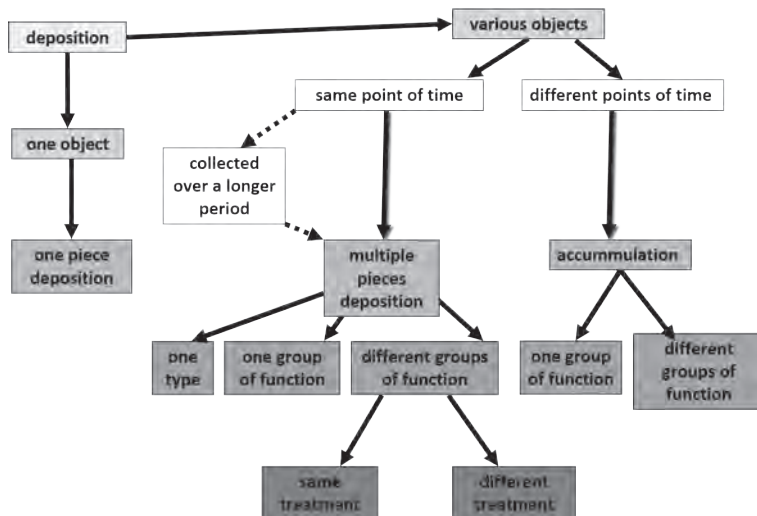 various objects
deposition
same point of time
different points of time
one object
collected
over a longer
period
one piece
deposition
multiple
pieces
deposition
accummulation
one
type
one group
of function
different groups
of function
one group
of function
different
groups of
function
same
treatment
different
treatment